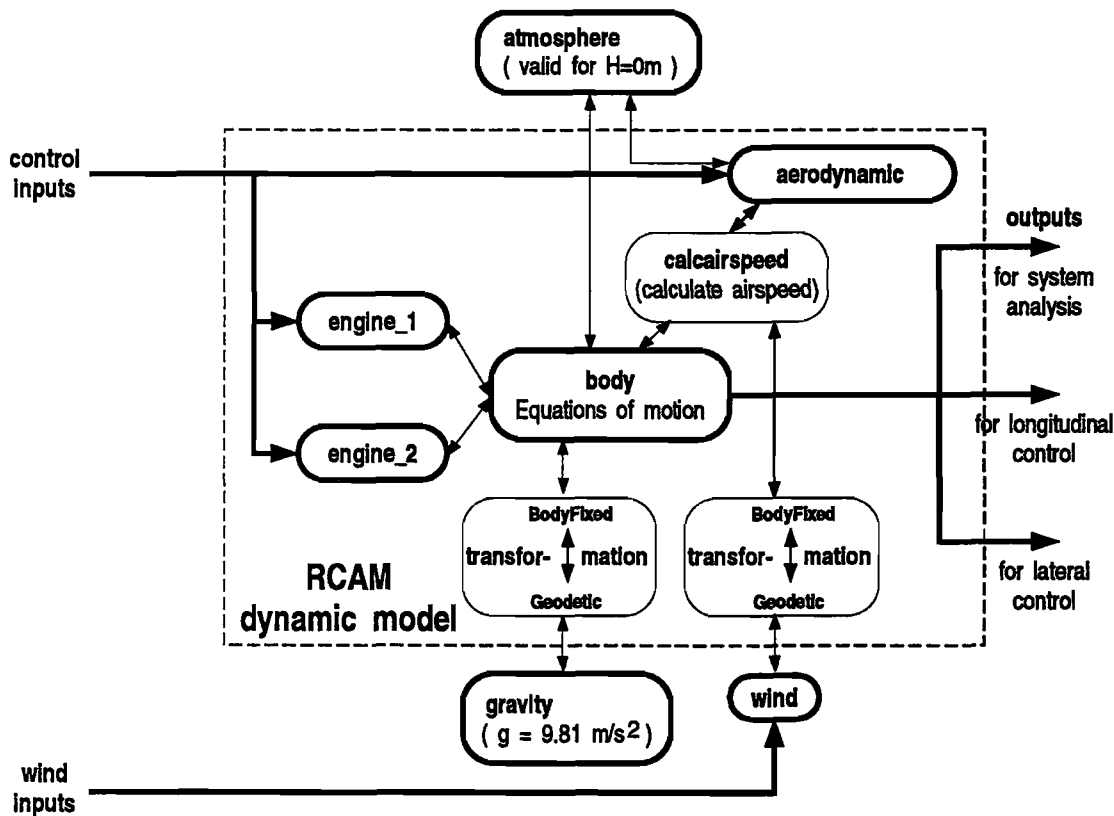 atmosphere
( valid for H=0m )
control
inputs
aerodynamic
outputs
for system
analysis
calcairspeed
(calculate airspeed)
engine_1
body
Equations of motion
for longitudinal
control
engine_2
BodyFixed
transfor- mation
Geodetic
BodyFixed
transfor- mation
Geodetic
for lateral
control
RCAM
dynamic model
gravity
( g = 9.81 m/s² )
wind
wind
inputs